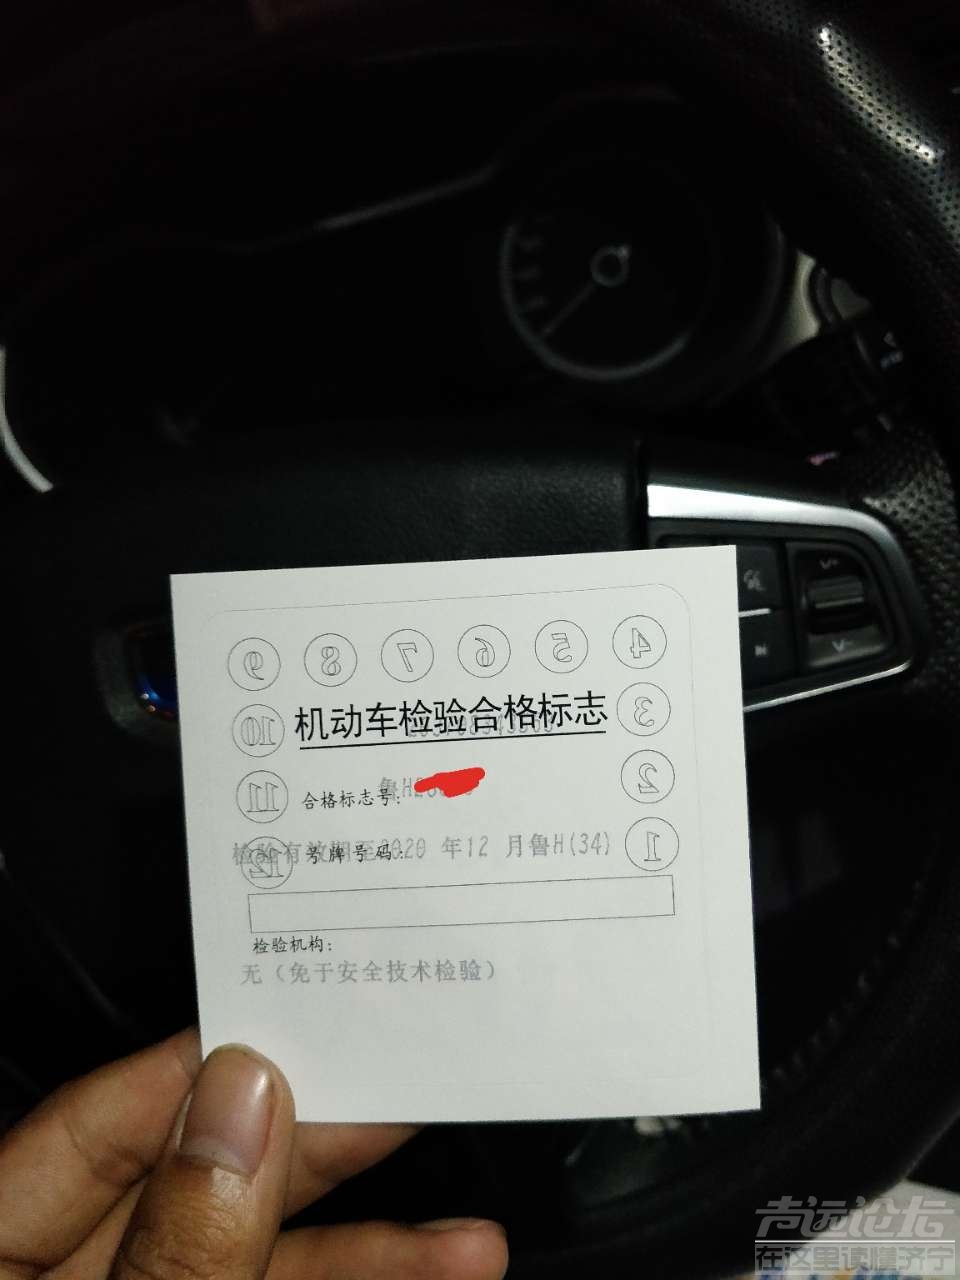 9 8 7 6 5 4
10 机动车检验合格标志 3
11 合格标志号: 2
鲁H
检验有效期至2020 年12 月鲁H(34)
12 号牌号码: 1
检验机构:
无(免于安全技术检验)
声远论坛
在这里读懂济宁